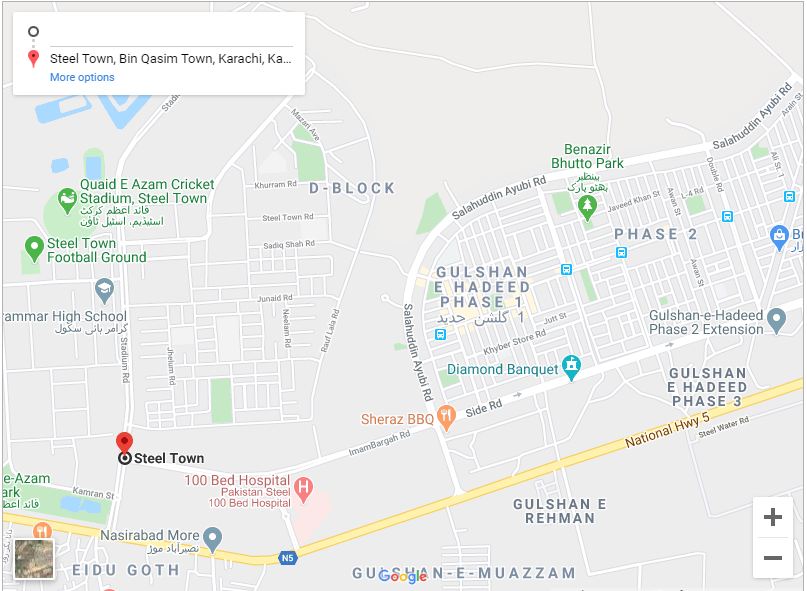 Steel Town, Bin Qasim Town, Karachi, Ka...
More options
Stadiu
Salahuddin Ayubi Rd
Arain St
Mazari Ave
Ali St. 1
Benazir
Bhutto Park
بینظیر
بھٹو پارک
Double Rd
Quaid E Azam Cricket
Stadium, Steel Town
قائد اعظم کرکٹ
اسٹیڈیم، اسٹیل ٹاؤن
Khurram Rd
D-BLOCK
Salahuddin Ayubi Rd
Javeed Khan St
Awan St
L-4 Rd
Steel Town Rd
PHASE 2
Bu
زار
Steel Town
Football Ground
Sadiq Shah Rd
GULSHAN
E HADEED
PHASE 1
گلشن حدید 1
Awan St
rammar High School
گرامر ہائی سکول
Junaid Rd
Neelam Rd
Rauf Lala Rd
Salahuddin Ayubi Rd
Jutt St
Khyber Store Rd
Gulshan-e-Hadeed
Phase 2 Extension
Stadium Rd
Jhelum Rd
Diamond Banquet
GULSHAN
E HADEED
PHASE 3
Side Rd
Sheraz BBQ
ImamBargah Rd
National Hwy 5
Steel Water Rd
Steel Town
e-Azam
ark
قائد اعظ
Kamran St
100 Bed Hospital
Pakistan Steel
100 Bed Hospital
GULSHAN E
REHMAN
Nasirabad More
نصیرآباد موڑ
N5
EIDU GOTH
Google
GULSHAN-E-MUAZZAM